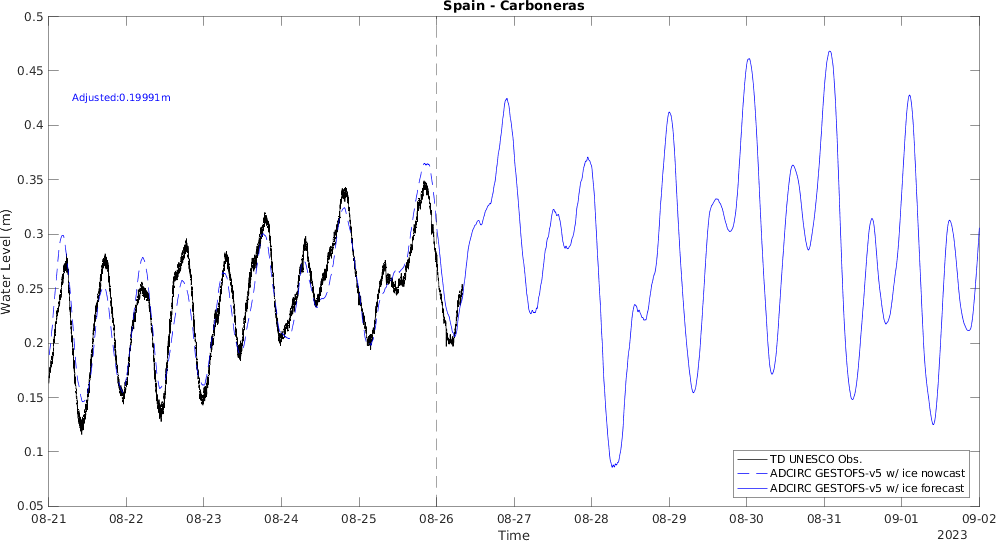 Spain - Carboneras
Water Level (m)
0.5
0.45
0.4
0.35
0.3
0.25
0.2
0.15
0.1
0.05
Adjusted:0.19991m
TD UNESCO Obs.
ADCIRC GESTOFS-v5 w/ ice nowcast
ADCIRC GESTOFS-v5 w/ ice forecast
08-21 08-22 08-23 08-24 08-25 08-26 08-27 08-28 08-29 08-30 08-31 09-01 09-02
Time
2023